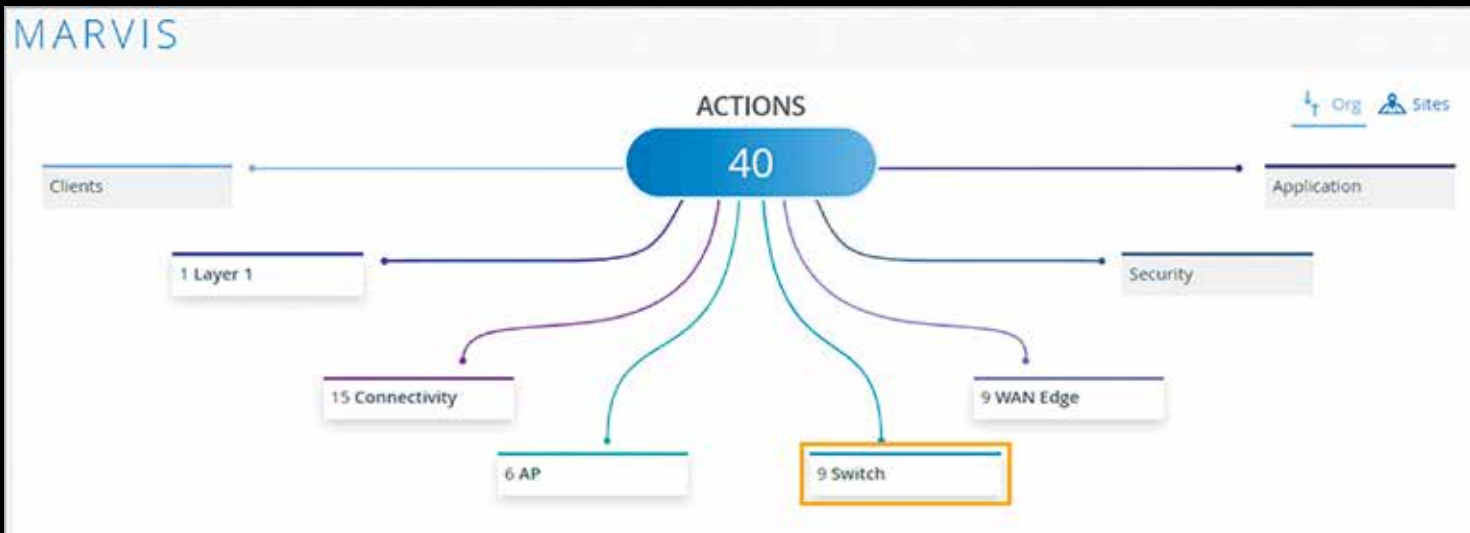 MARVIS
ACTIONS
40
Org Sites
Clients
Application
1 Layer 1
Security
15 Connectivity
9 WAN Edge
6 AP
9 Switch